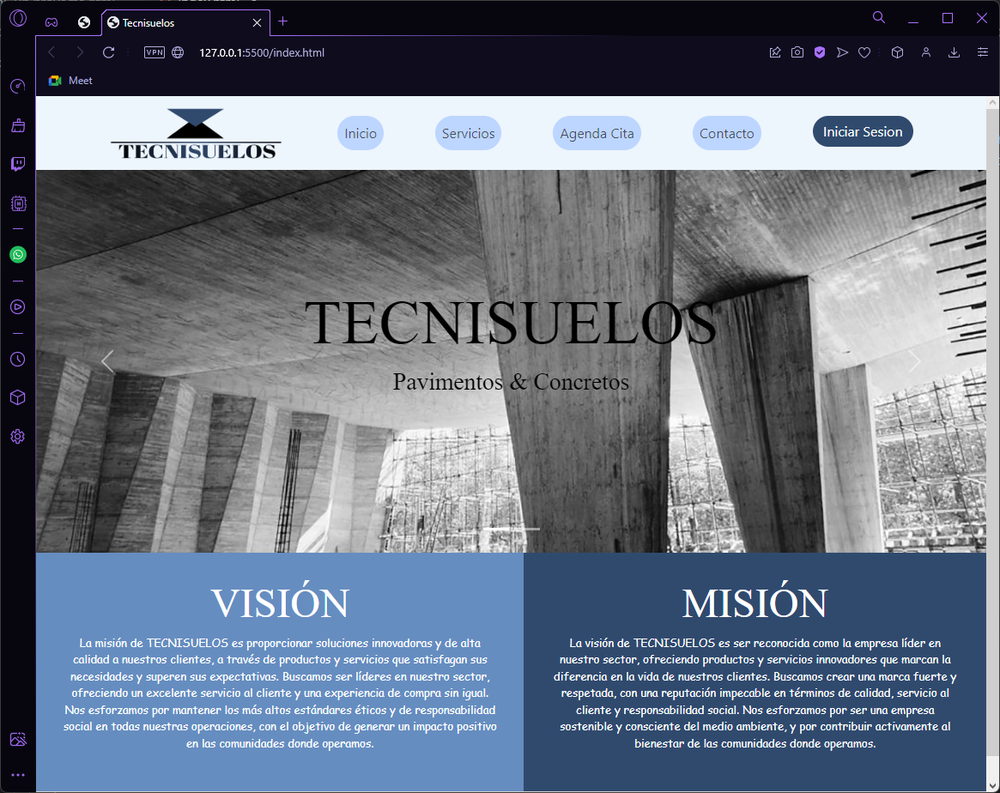 Tecnisuelos
VPN
127.0.0.1:5500/index.html
Meet
TECNISUELOS
Inicio
Servicios
Agenda Cita
Contacto
Iniciar Sesion
TECNISUELOS
Pavimentos & Concretos
VISIÓN
La misión de TECNISUELOS es proporcionar soluciones innovadoras y de alta
calidad a nuestros clientes, a través de productos y servicios que satisfagan sus
necesidades y superen sus expectativas. Buscamos ser líderes en nuestro sector,
ofreciendo un excelente servicio al cliente y una experiencia de compra sin igual.
Nos esforzamos por mantener los más altos estándares éticos y de responsabilidad
social en todas nuestras operaciones, con el objetivo de generar un impacto positivo
en las comunidades donde operamos.
MISIÓN
La visión de TECNISUELOS es ser reconocida como la empresa líder en
nuestro sector, ofreciendo productos y servicios innovadores que marcan la
diferencia en la vida de nuestros clientes. Buscamos crear una marca fuerte y
respetada, con una reputación impecable en términos de calidad, servicio al
cliente y responsabilidad social. Nos esforzamos por ser una empresa
sostenible y consciente del medio ambiente, y por contribuir activamente al
bienestar de las comunidades donde operamos.